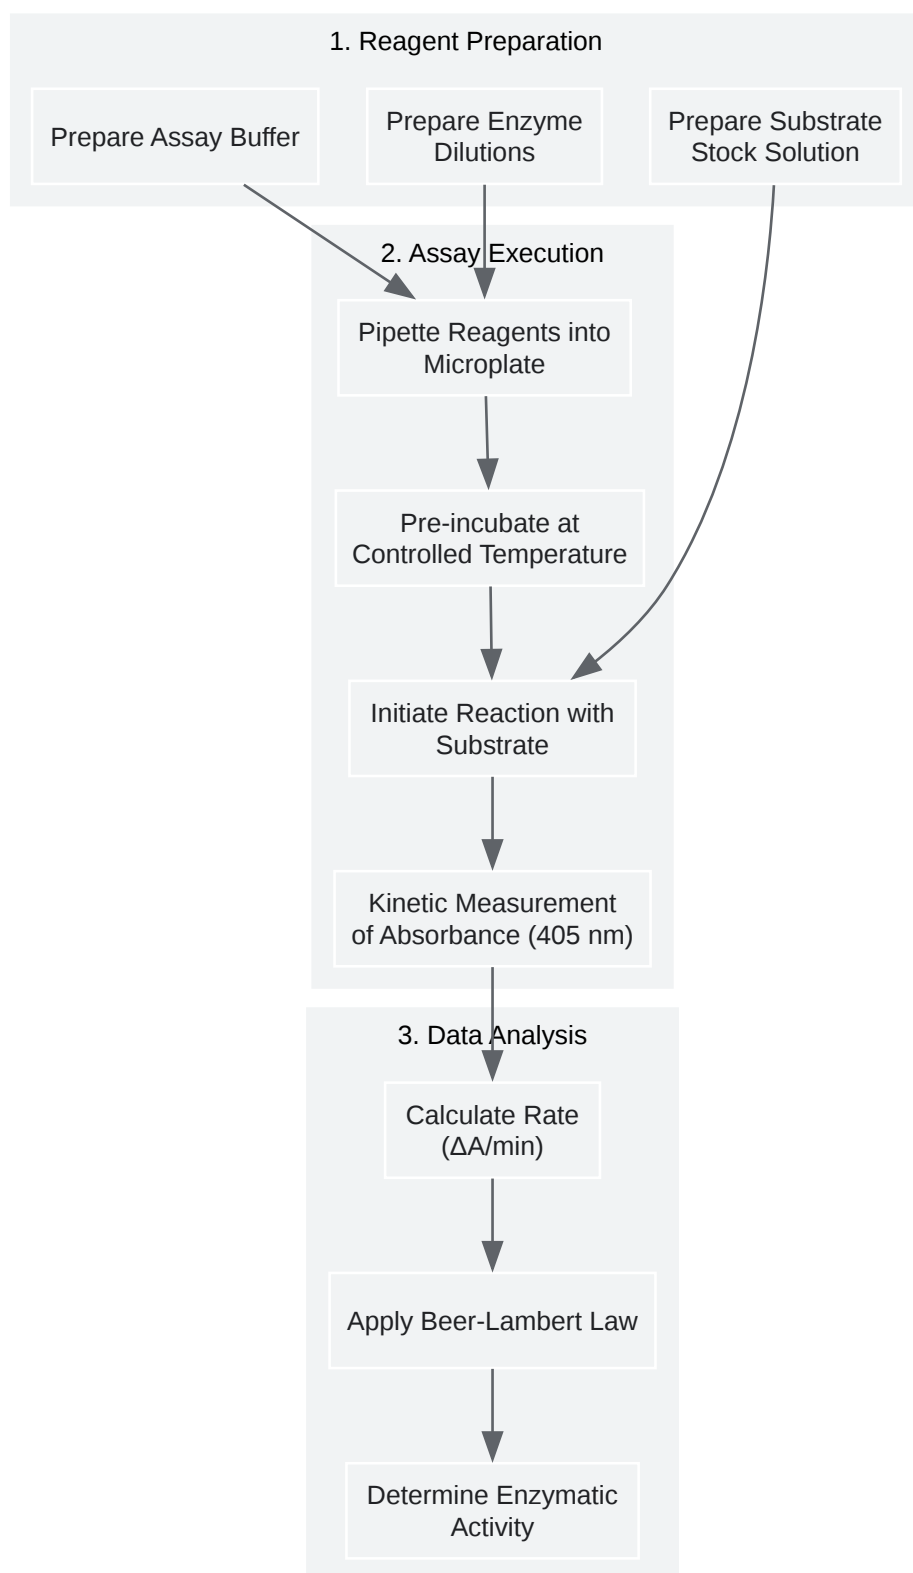 1. Reagent Preparation
Prepare Assay Buffer
Prepare Enzyme
Dilutions
Prepare Substrate
Stock Solution
2. Assay Execution
Pipette Reagents into
Microplate
Pre-incubate at
Controlled Temperature
Initiate Reaction with
Substrate
Kinetic Measurement
of Absorbance (405 nm)
3. Data Analysis
Calculate Rate
(ΔA/min)
Apply Beer-Lambert Law
Determine Enzymatic
Activity